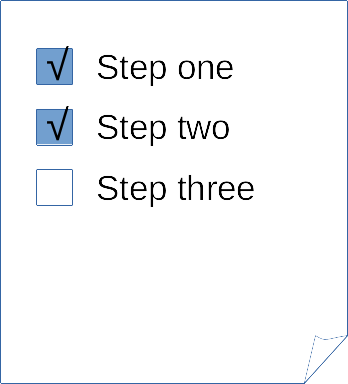 √ Step one
√ Step two
Step three